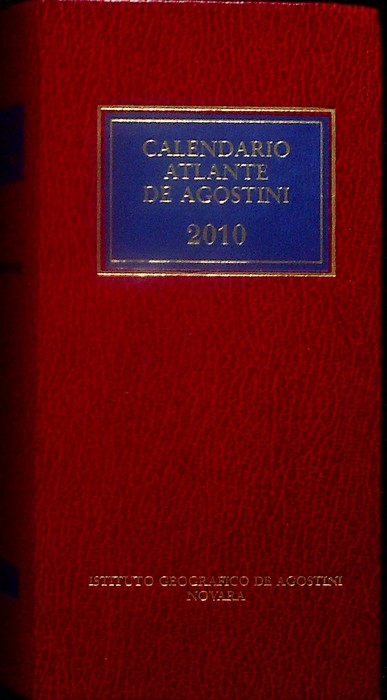 CALENDARIO
ATLANTE
DE AGOSTINI
2010
ISTITUTO GEOGRAFICO DE AGOSTINI
NOVARA